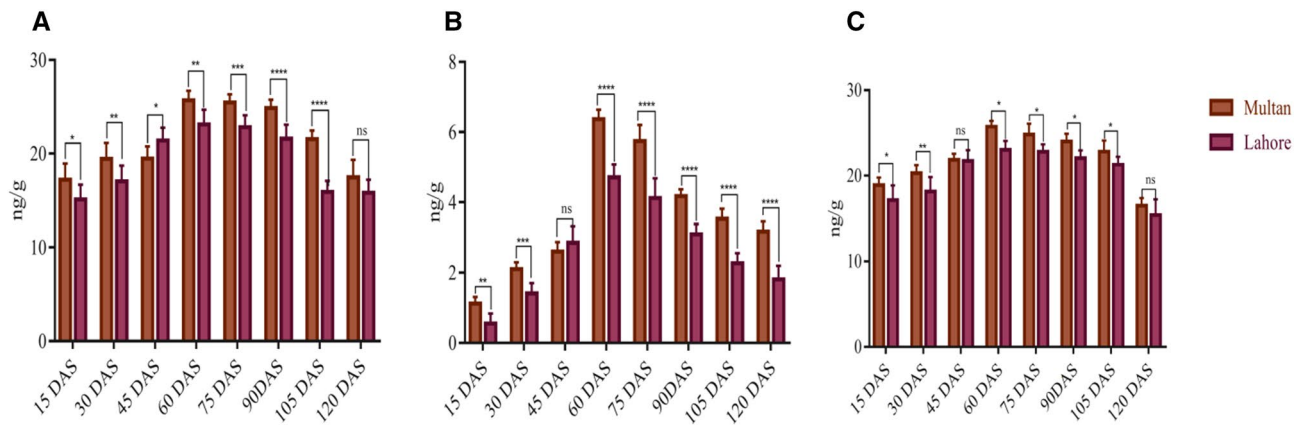 A
B
C
30
20
10
0
ng/g
*
**
*
**
***
****
****
ns
15 DAS
30 DAS
45 DAS
60 DAS
75 DAS
90DAS
105 DAS
120 DAS
8
6
4
2
0
ng/g
**
***
ns
****
****
****
****
****
15 DAS
30 DAS
45 DAS
60 DAS
75 DAS
90DAS
105 DAS
120 DAS
30
20
10
0
ng/g
*
**
ns
*
*
*
*
ns
15 DAS
30 DAS
45 DAS
60 DAS
75 DAS
90DAS
105 DAS
120 DAS
Multan
Lahore